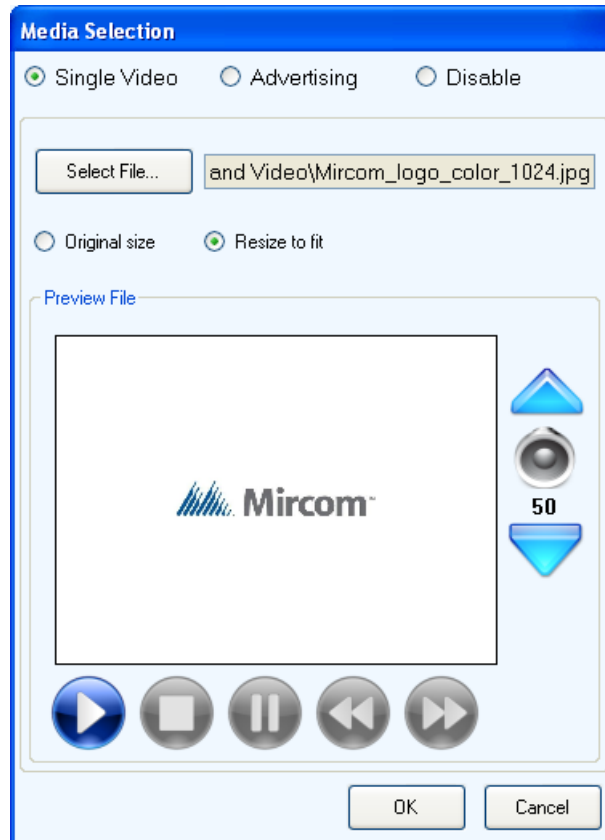 Media Selection
Single Video Advertising Disable
Select File... and Video\Mircom_logo_color_1024.jpg
Original size Resize to fit
Preview File
Mircom™
50
OK Cancel